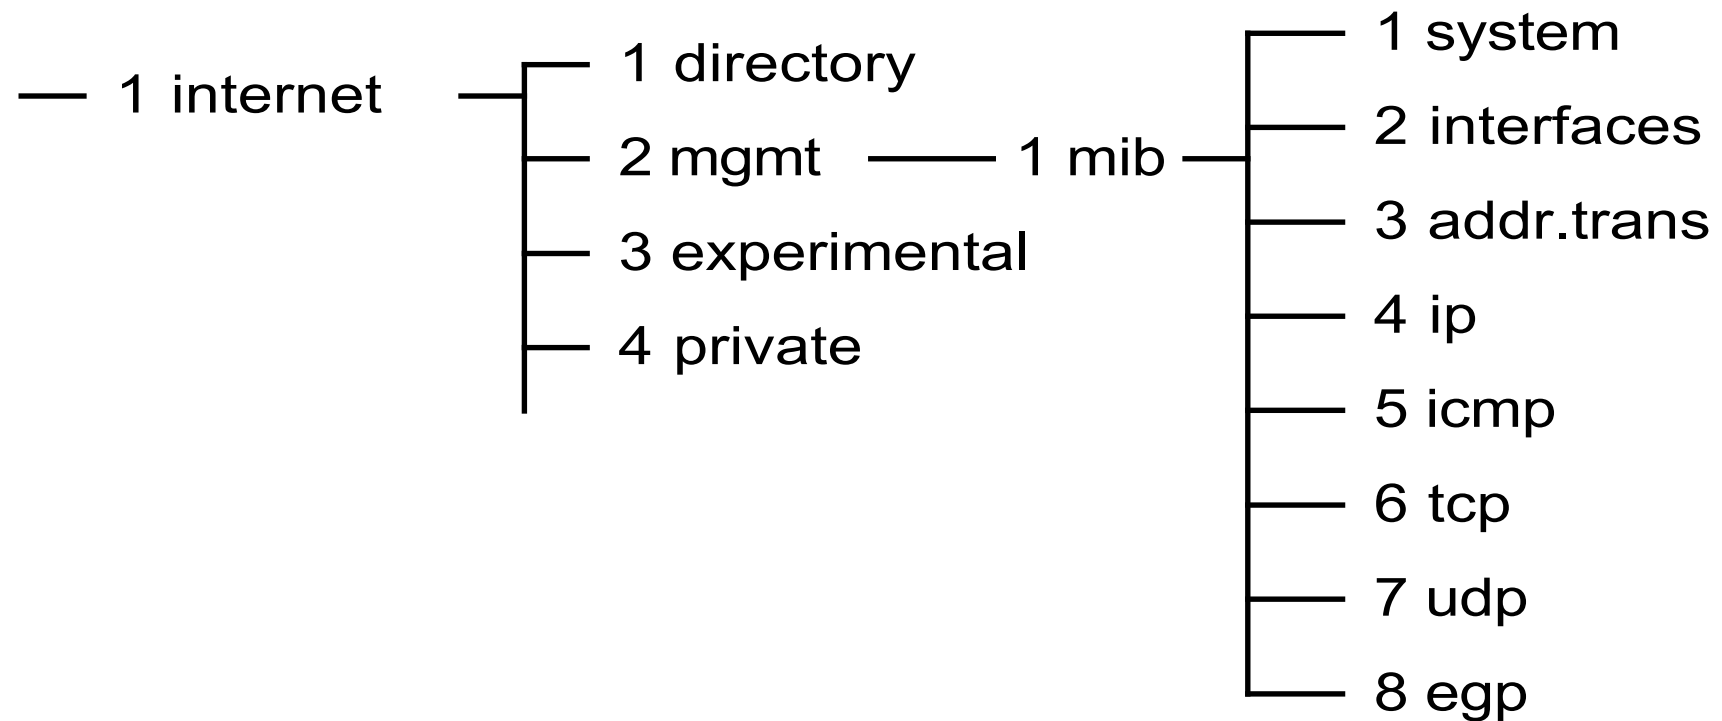 1 internet
1 directory
2 mgmt
3 experimental
4 private
1 mib
1 system
2 interfaces
3 addr.trans
4 ip
5 icmp
6 tcp
7 udp
8 egp